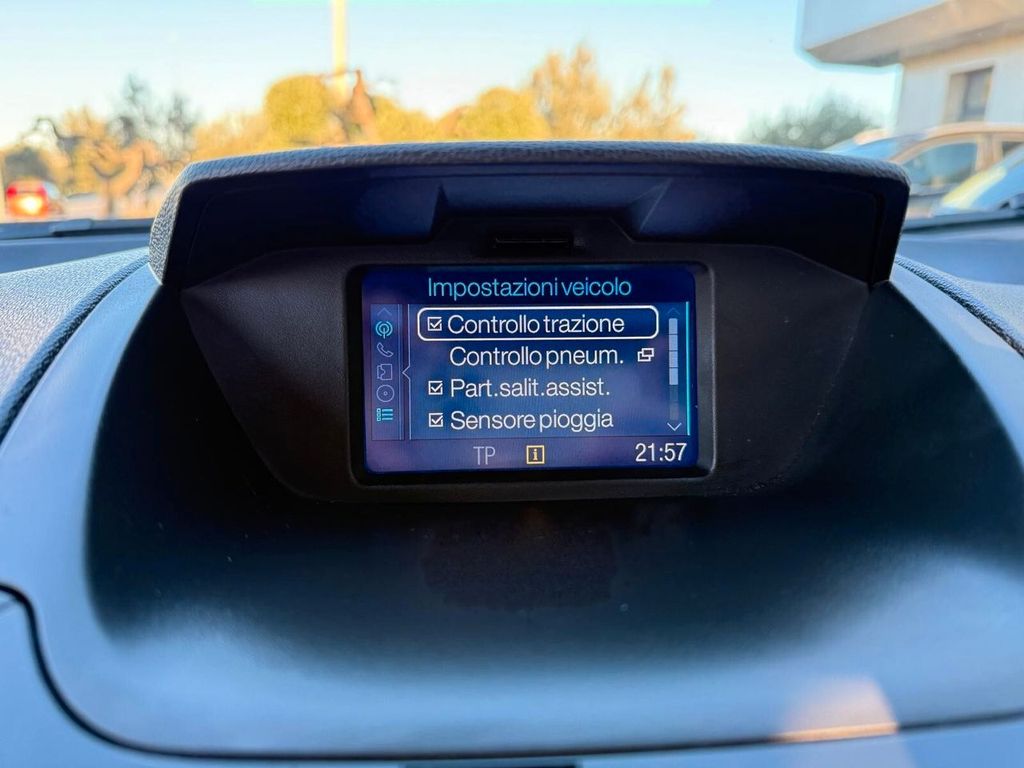 Impostazioni veicolo
Controllo trazione
Controllo pneum.
Part.salit.assist.
Sensore pioggia
TP i 21:57